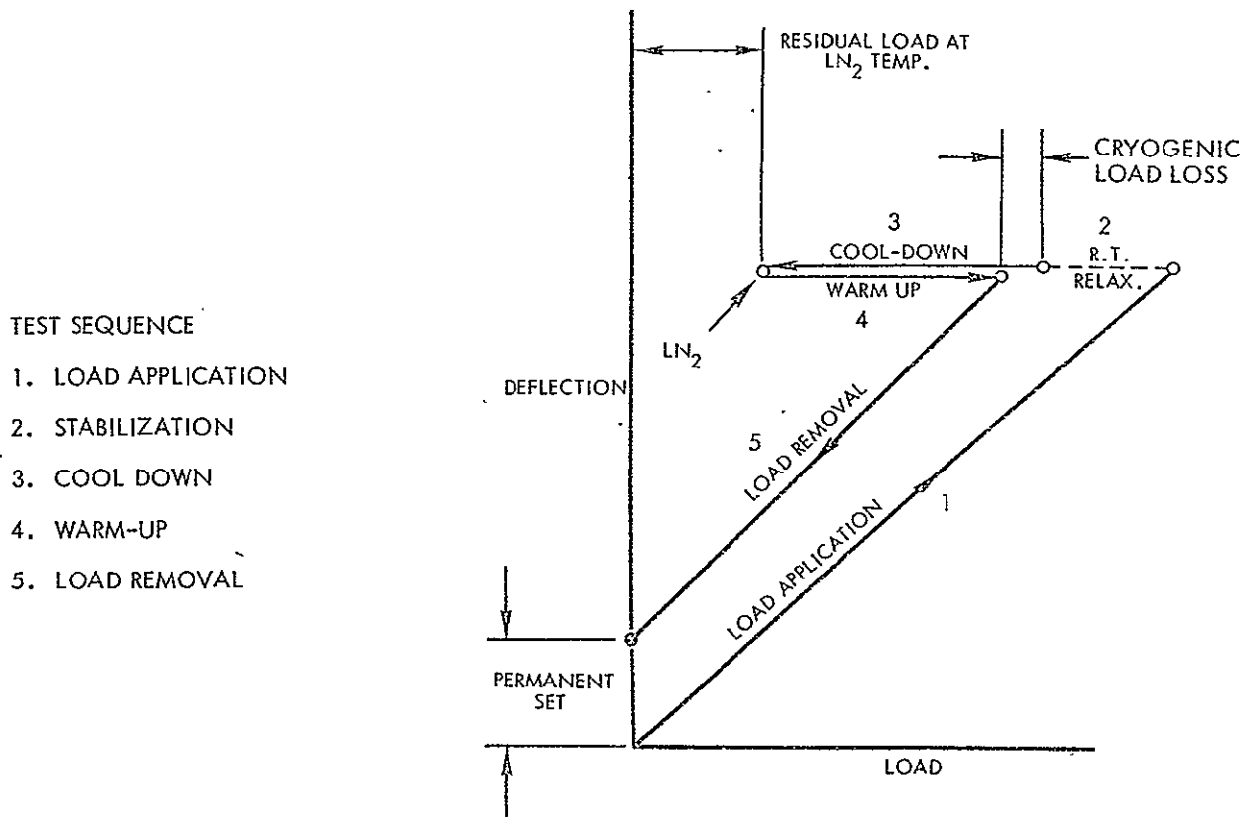 RESIDUAL LOAD AT
LN2 TEMP.
CRYOGENIC
LOAD LOSS
3
COOL-DOWN
2
R.T.
RELAX.
WARM UP
4
LN2
TEST SEQUENCE
1. LOAD APPLICATION
2. STABILIZATION
3. COOL DOWN
4. WARM-UP
5. LOAD REMOVAL
DEFLECTION
5
LOAD REMOVAL
LOAD APPLICATION
1
PERMANENT
SET
LOAD